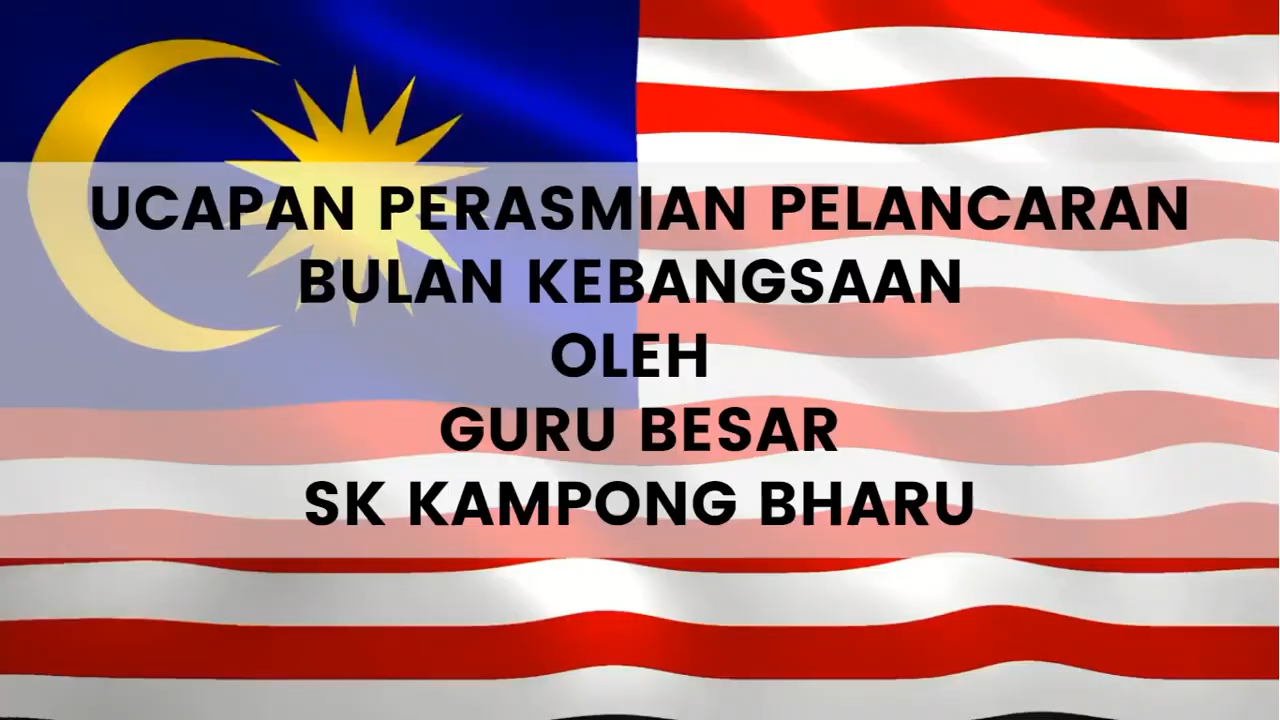 UCAPAN PERASMIAN PELANCARAN
BULAN KEBANGSAAN
OLEH
GURU BESAR
SK KAMPONG BHARU